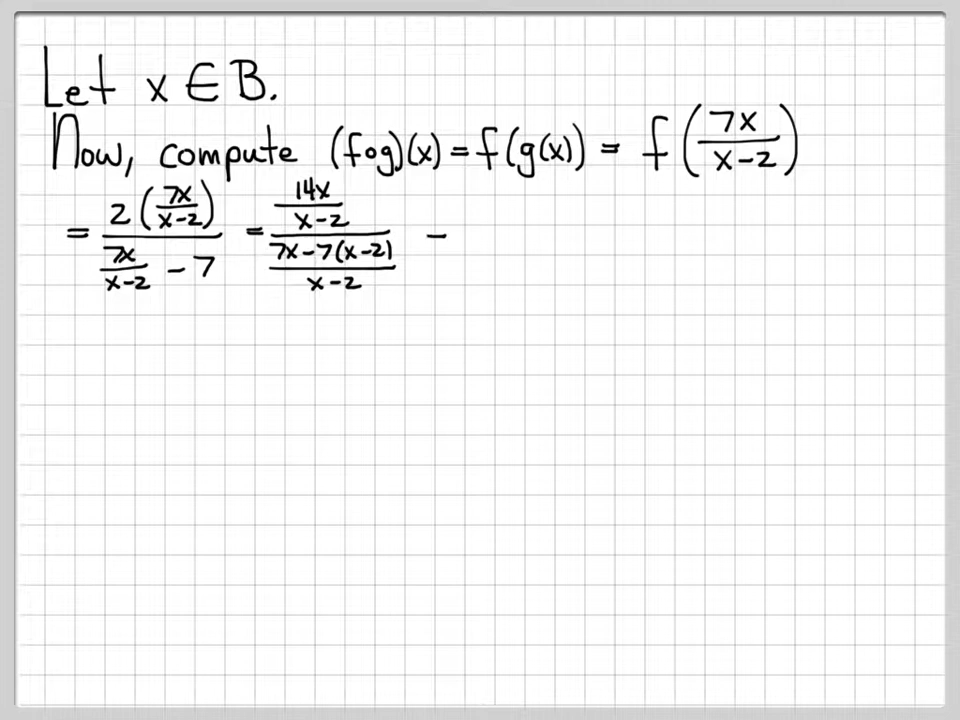 Let x ∈ B.
Now, compute (f∘g)(x) = f(g(x)) = f(7x/(x-2))
= (2(7x/(x-2)))/(7x/(x-2) - 7) = (14x/(x-2))/((7x-7(x-2))/(x-2)) -